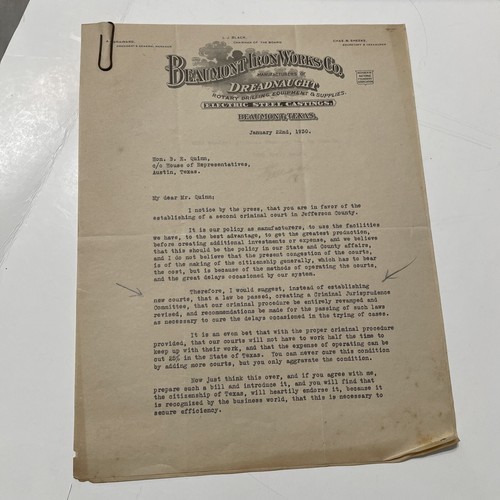 BEAUMONT IRON WORKS CO.
MANUFACTURERS OF
DREADNAUGHT
ROTARY DRILLING EQUIPMENT & SUPPLIES.
ELECTRIC STEEL CASTINGS.
BEAUMONT, TEXAS.
January 22nd, 1930.
Hon. B. E. Quinn,
c/o House of Representatives,
Austin, Texas.
My dear Mr. Quinn;
I notice by the press, that you are in favor of the
establishing of a second criminal court in Jefferson County.
It is our policy as manufacturers, to use the facilities
we have, to the best advantage, to get the greatest production,
before creating additional investments or expense, and we believe
that this should be the policy in our State and County affairs,
and I do not believe that the present congestion of the courts,
is of the making of the citizenship generally, which has to bear
the cost, but is because of the methods of operating the courts,
and the great delays occasioned by our system.
Therefore, I would suggest, instead of establishing
new courts, that a law be passed, creating a Criminal Jurisprudence
Committee, that our criminal procedure be entirely revamped and
revised, and recommendations be made for the passing of such laws
as necessary to cure the delays occasioned in the trying of cases.
It is an even bet that with the proper criminal procedure
provided, that our courts will not have to work half the time to
keep up with their work, and that the expense of operating can be
cut 25% in the State of Texas. You can never cure this condition
by adding more courts, but you only aggravate the condition.
Now just think this over, and if you agree with me,
prepare such a bill and introduce it, and you will find that
the citizenship of Texas, will heartily endorse it, because it
is recognized by the business world, that this is necessary to
secure efficiency.